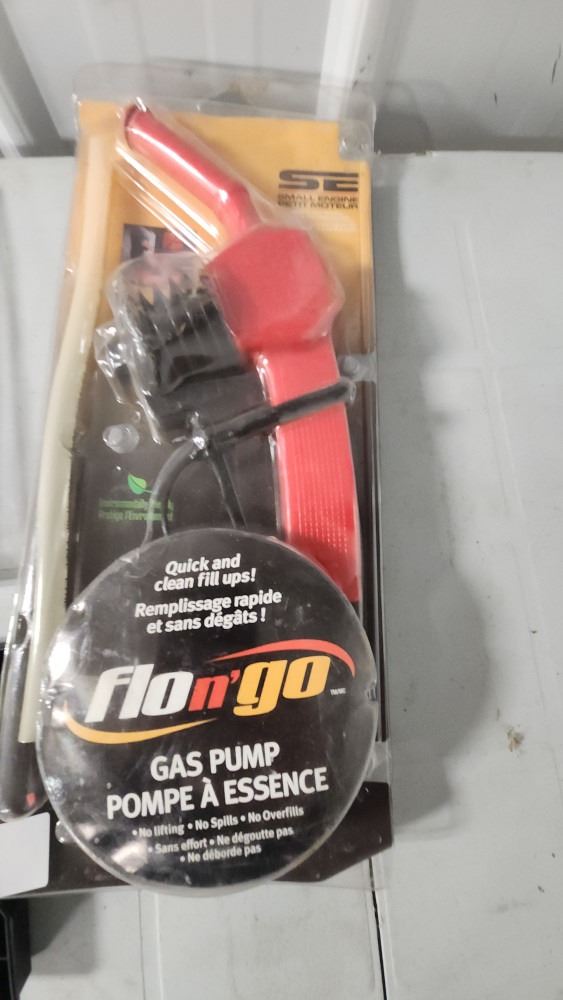 SE
SMALL ENGINE
PETIT MOTEUR
Quick and
clean fill ups!
Remplissage rapide
et sans dégâts !
flon'go
GAS PUMP
POMPE À ESSENCE
• No lifting • No Spills • No Overfills
• Sans effort • Ne dégoutte pas
• Ne déborde pas